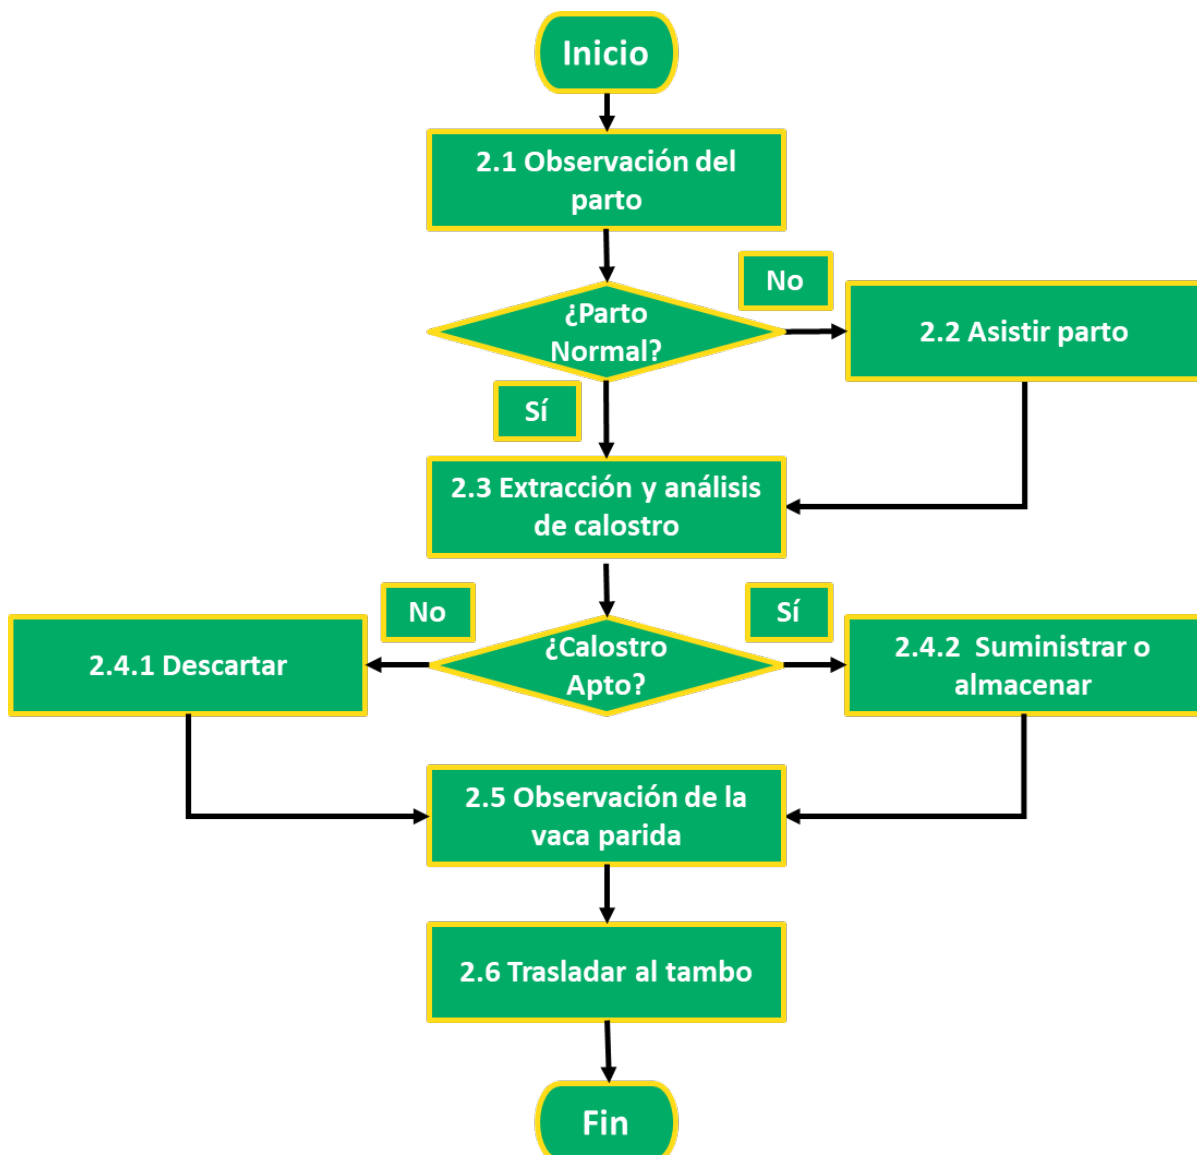 Inicio
2.1 Observación del
parto
¿Parto
Normal?
No
2.2 Asistir parto
Sí
2.3 Extracción y análisis
de calostro
No
Sí
2.4.1 Descartar
¿Calostro
Apto?
2.4.2 Suministrar o
almacenar
2.5 Observación de la
vaca parida
2.6 Trasladar al tambo
Fin